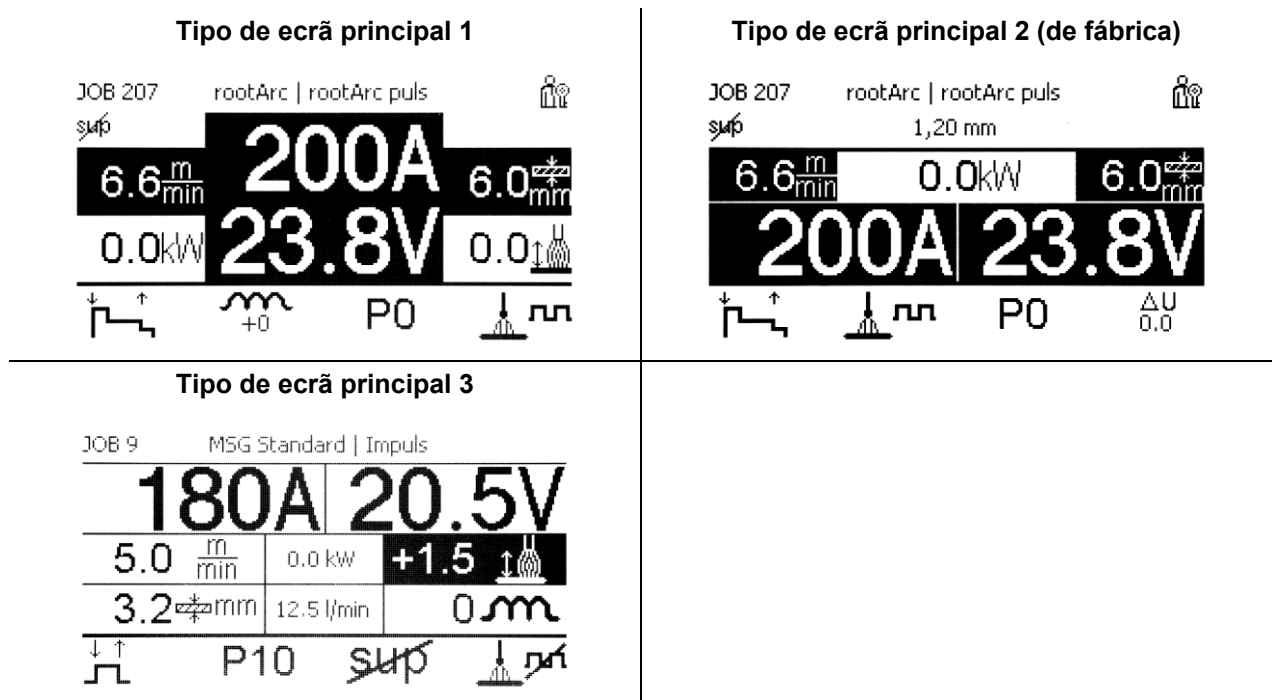 Tipo de ecrã principal 1
JOB 207 rootArc | rootArc puls
sup
200A
6.6 m/min 6.0 mm
23.8V
0.0kW 0.0
+0 P0
Tipo de ecrã principal 2 (de fábrica)
JOB 207 rootArc | rootArc puls
sup 1,20 mm
6.6 m/min 0.0kW 6.0 mm
200A 23.8V
P0 ΔU
0.0
Tipo de ecrã principal 3
JOB 9 MSG Standard | Impuls
180A 20.5V
5.0 m/min 0.0 kW +1.5
3.2 mm 12.5 l/min 0
P10 sup